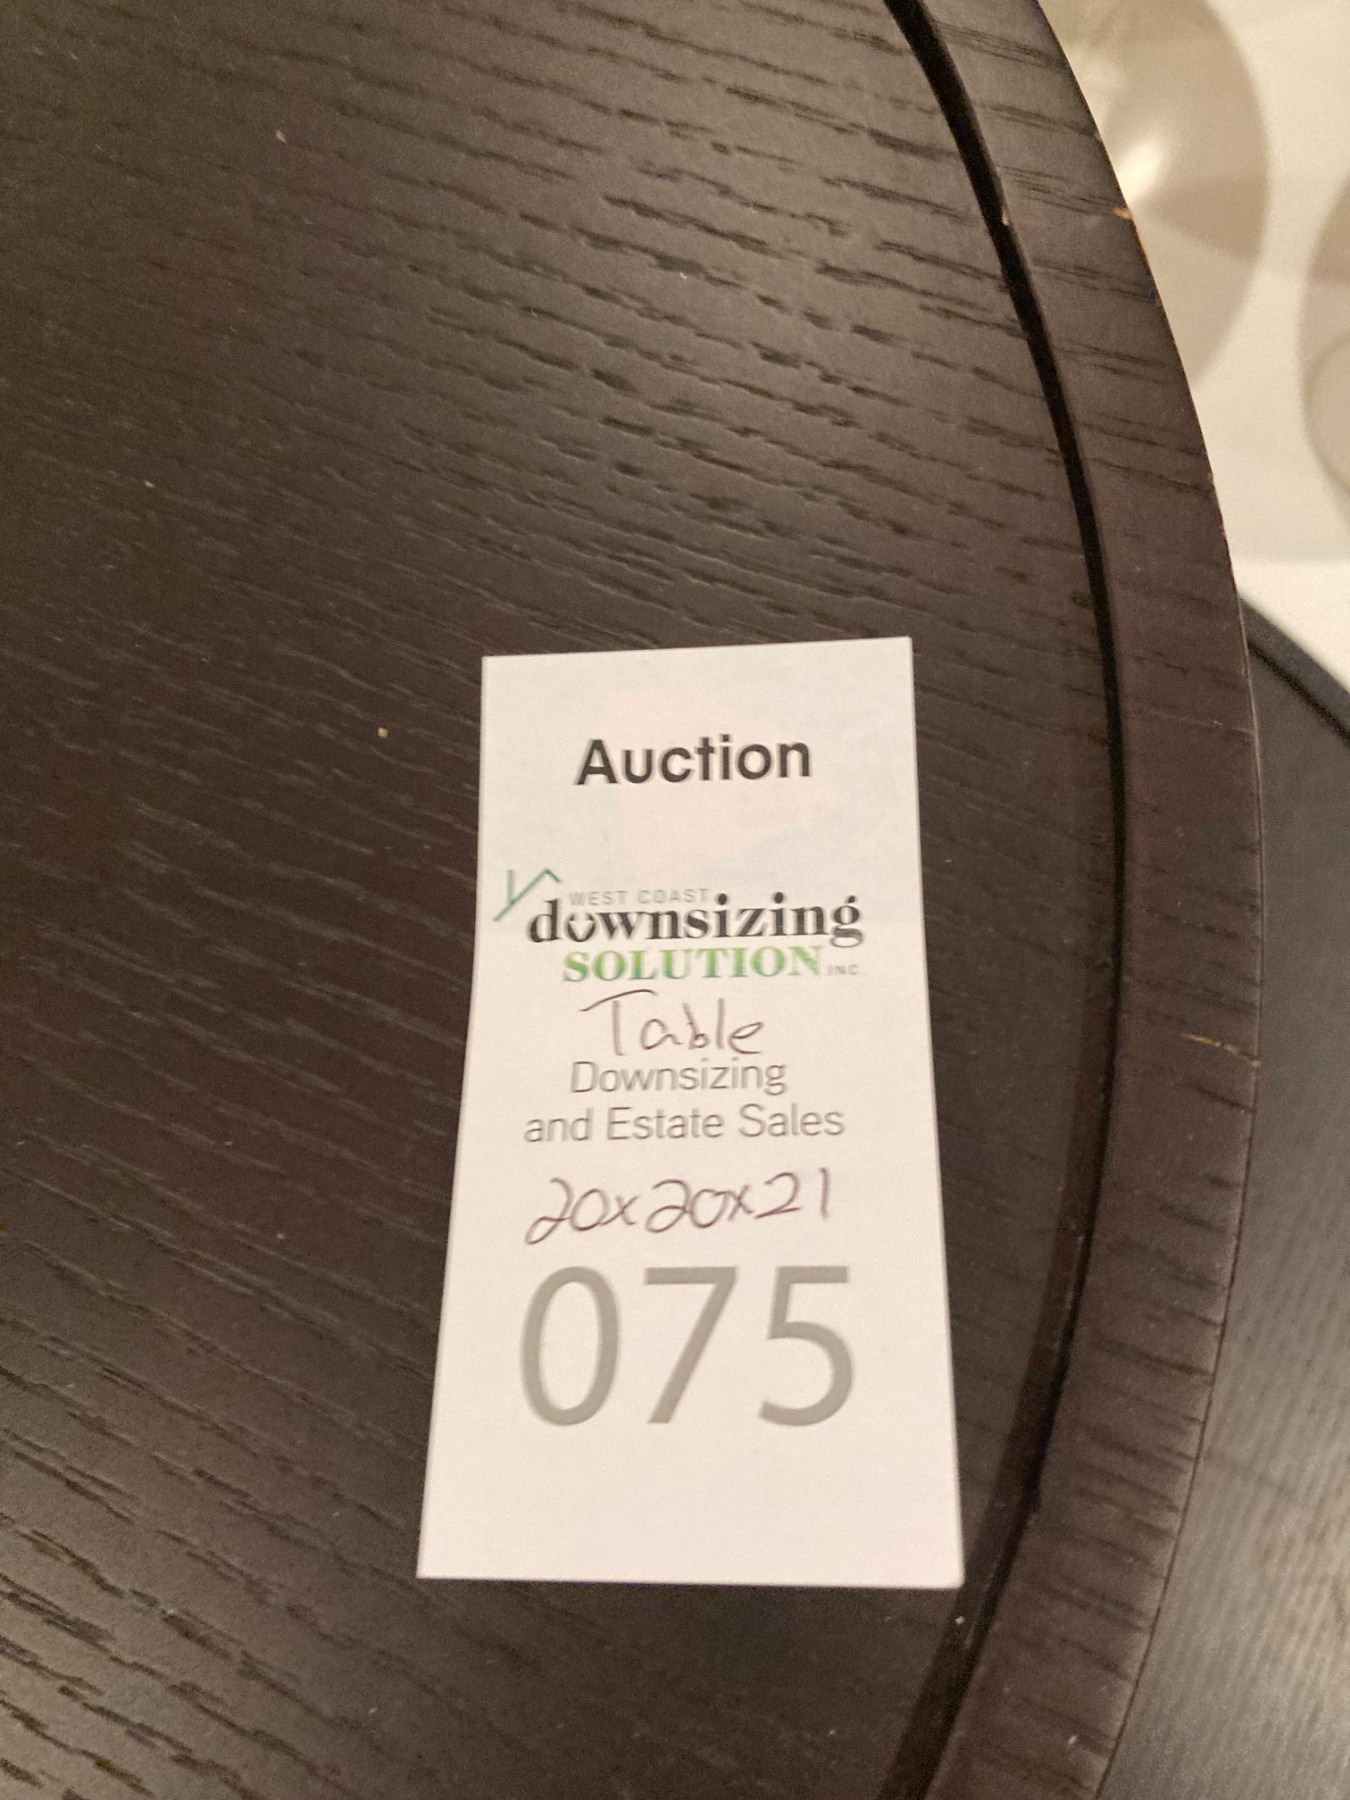 Auction
WEST COAST
downsizing
SOLUTION INC.
Table
Downsizing
and Estate Sales
20x20x21
075